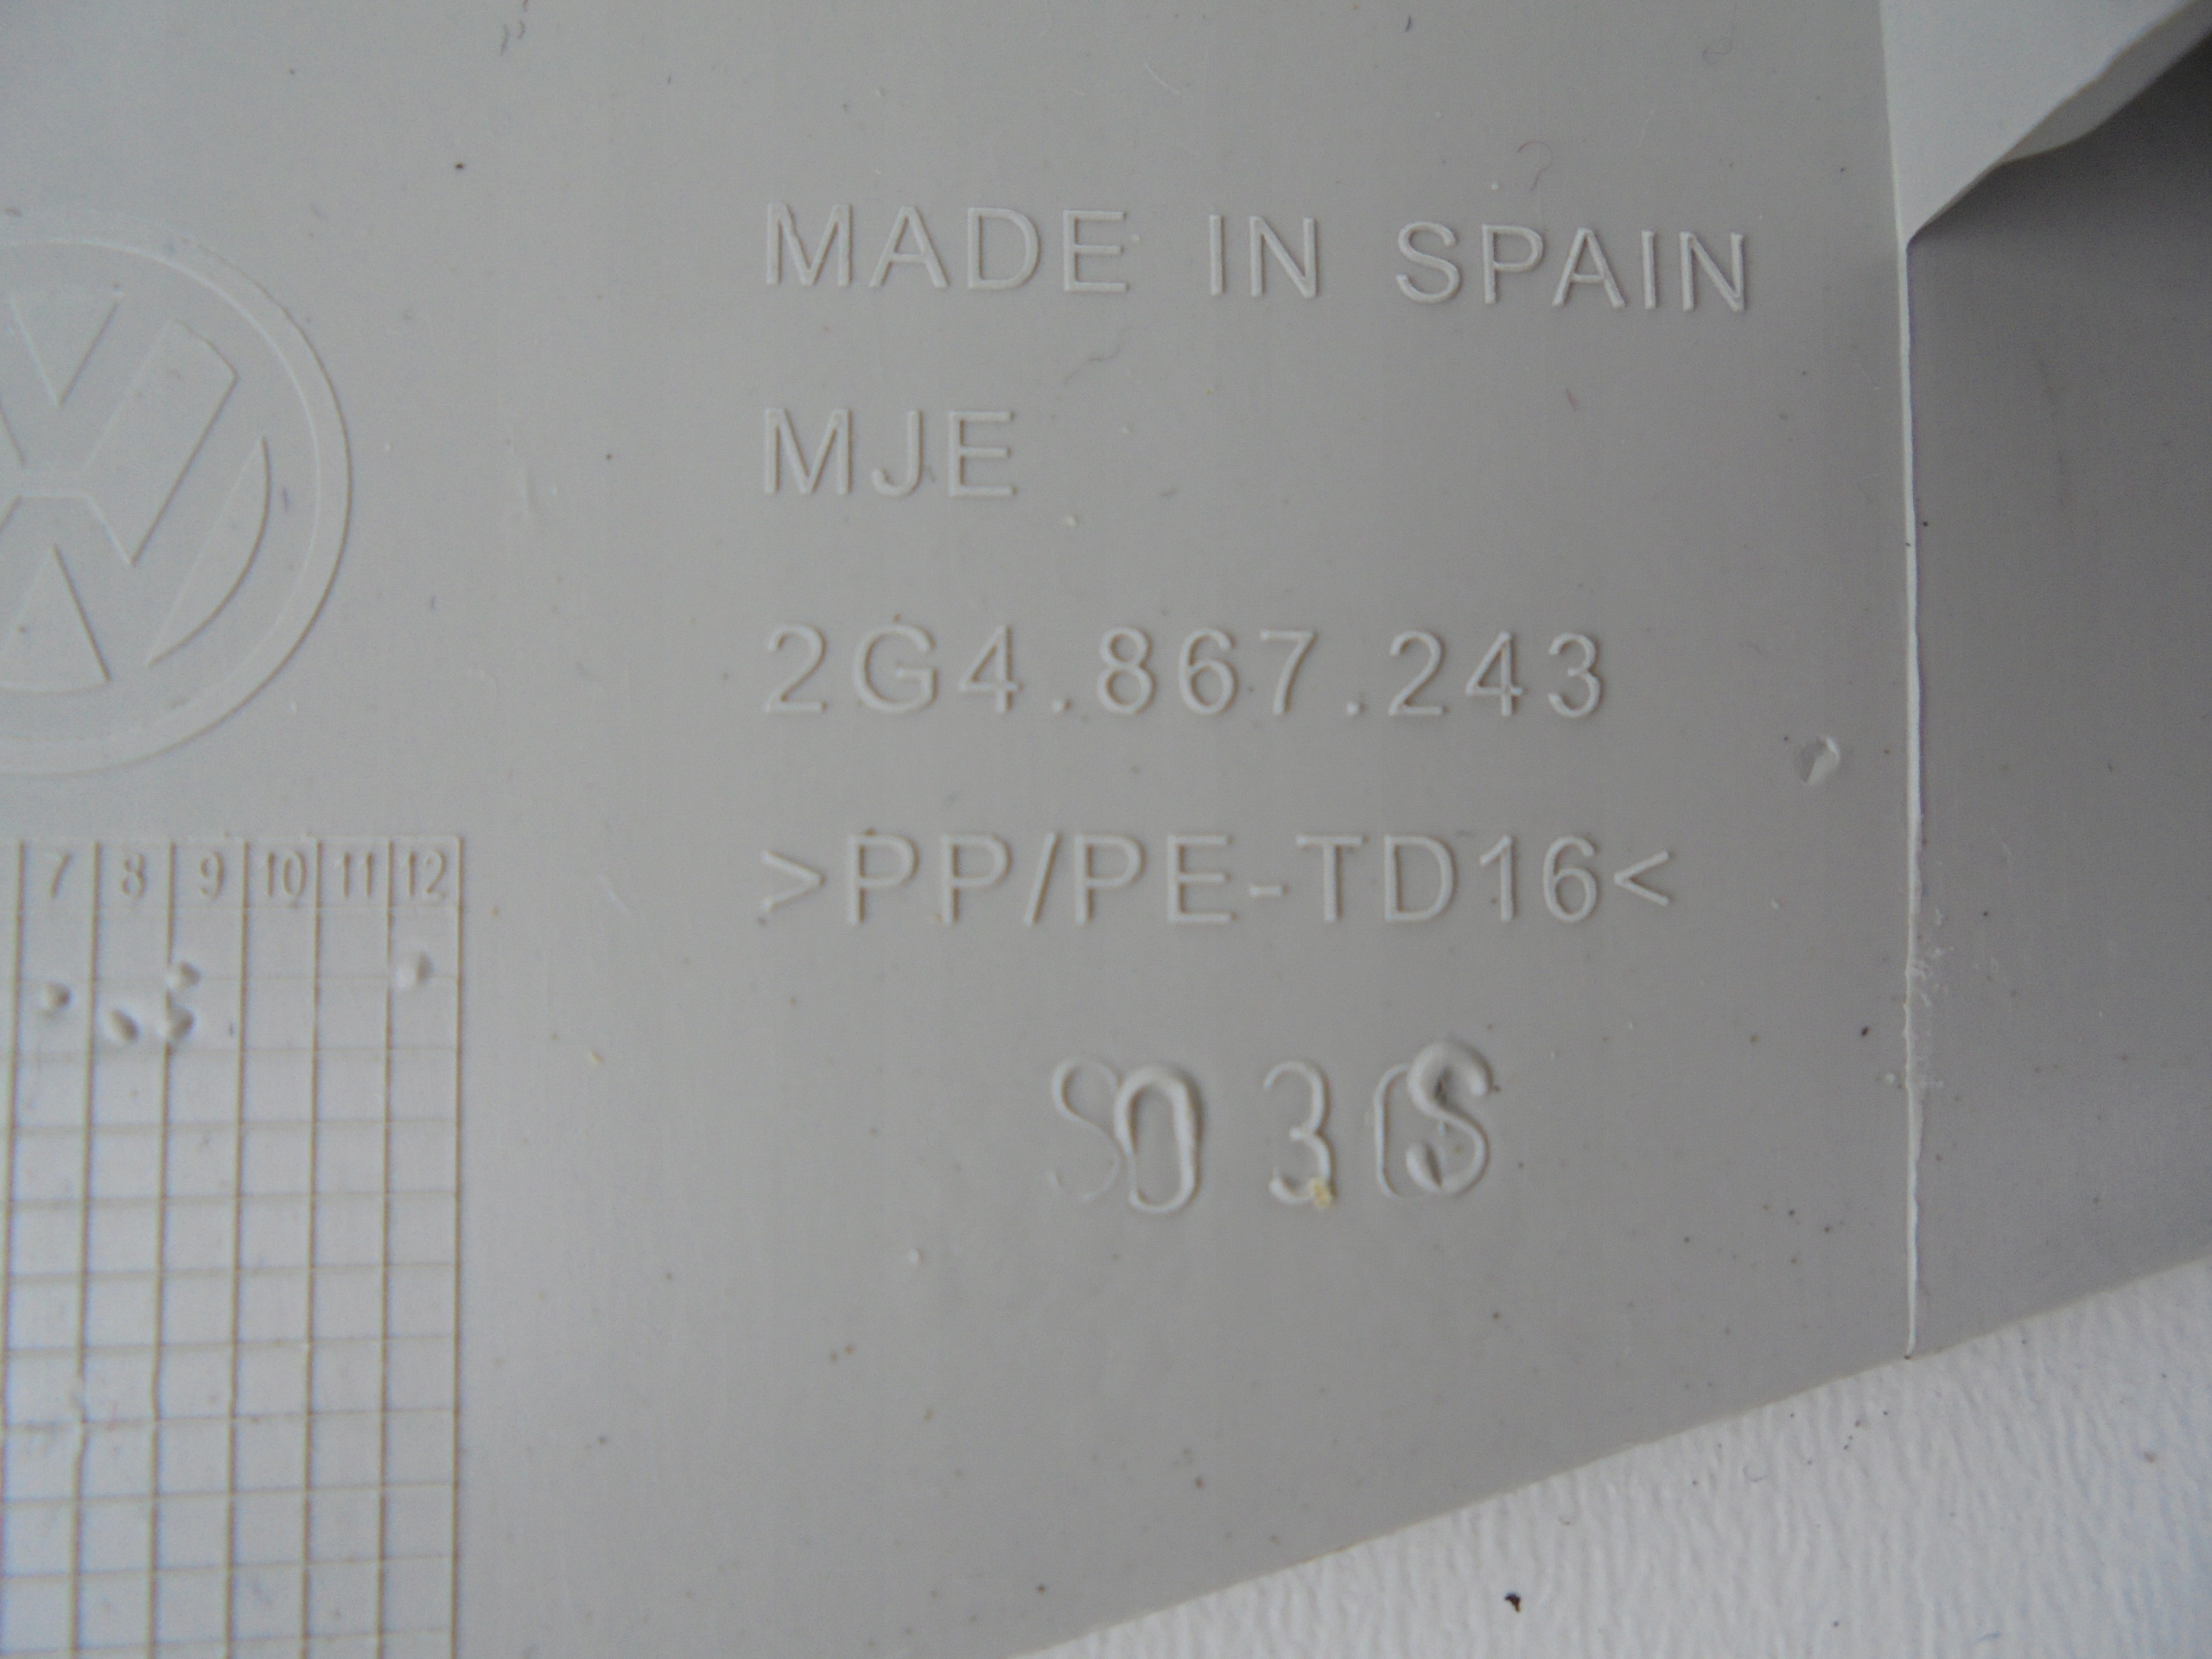 MADE IN SPAIN
MJE
2G4.867.243
>PP/PE-TD16<
7 8 9 10 11 12